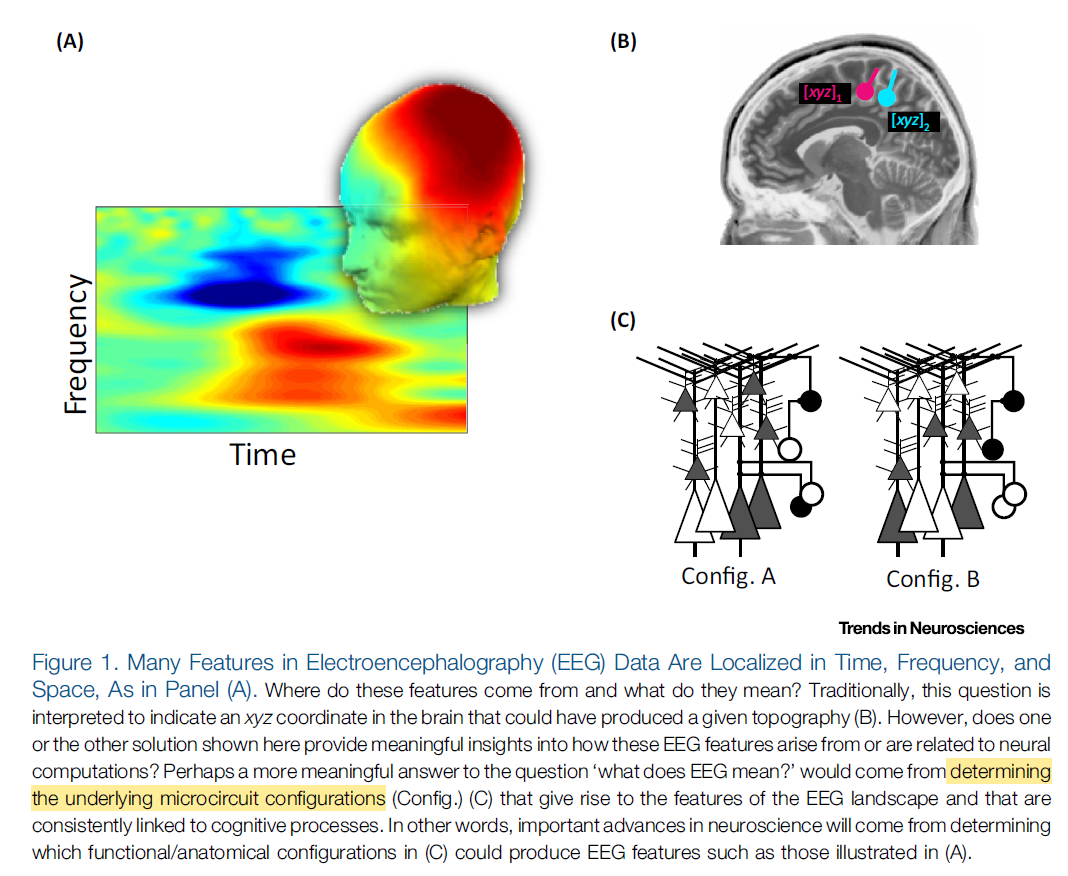 (A)
(B)
[xyz]1
[xyz]2
Frequency
Time
(C)
Config. A
Config. B
Trends in Neurosciences
Figure 1. Many Features in Electroencephalography (EEG) Data Are Localized in Time, Frequency, and
Space, As in Panel (A). Where do these features come from and what do they mean? Traditionally, this question is
interpreted to indicate an xyz coordinate in the brain that could have produced a given topography (B). However, does one
or the other solution shown here provide meaningful insights into how these EEG features arise from or are related to neural
computations? Perhaps a more meaningful answer to the question ‘what does EEG mean?’ would come from determining
the underlying microcircuit configurations (Config.) (C) that give rise to the features of the EEG landscape and that are
consistently linked to cognitive processes. In other words, important advances in neuroscience will come from determining
which functional/anatomical configurations in (C) could produce EEG features such as those illustrated in (A).